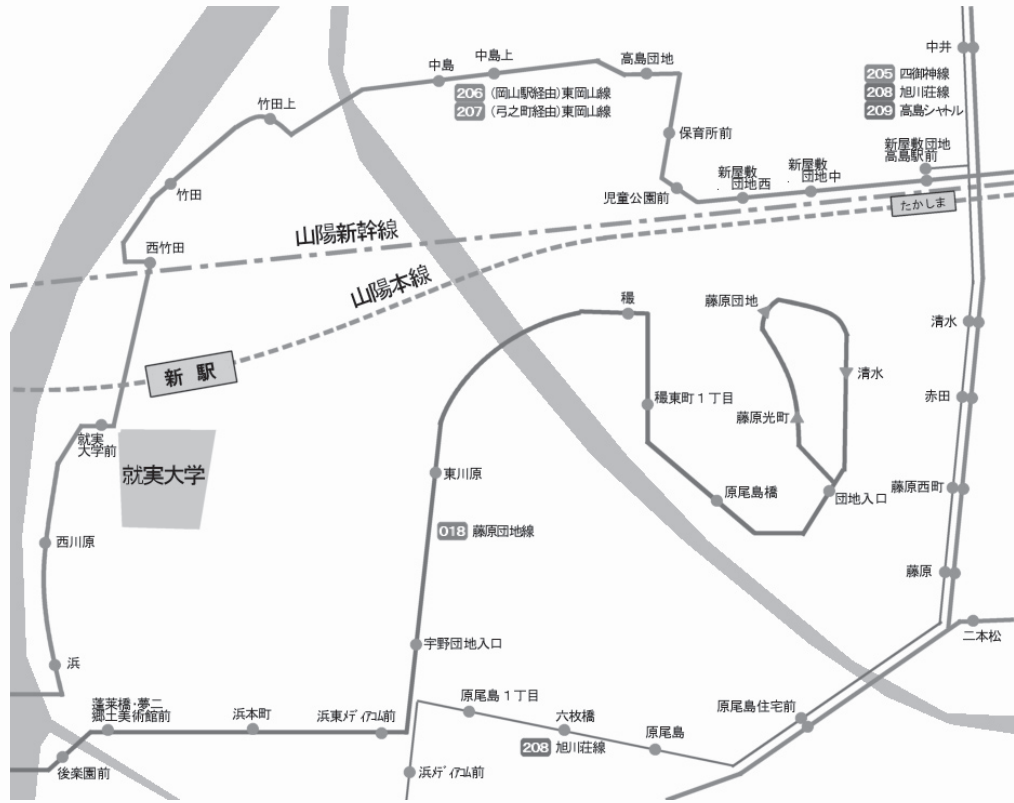 中井
205 四御神線
208 旭川荘線
209 高島シャトル
新屋敷団地
高島駅前
中島
中島上
高島団地
206 (岡山駅経由)東岡山線
207 (弓之町経由)東岡山線
竹田上
保育所前
竹田
新屋敷
団地西
新屋敷
団地中
児童公園前
たかしま
西竹田
山陽新幹線
山陽本線
穝
藤原団地
清水
新 駅
清水
赤田
穝東町1丁目
藤原光町
就実
大学前
就実大学
東川原
原尾島橋
団地入口
藤原西町
018 藤原団地線
西川原
藤原
二本松
宇野団地入口
浜
原尾島1丁目
原尾島住宅前
蓬莱橋・夢二
郷土美術館前
浜本町
浜東メディアコム前
六枚橋
208 旭川荘線
原尾島
後楽園前
浜メディアコム前